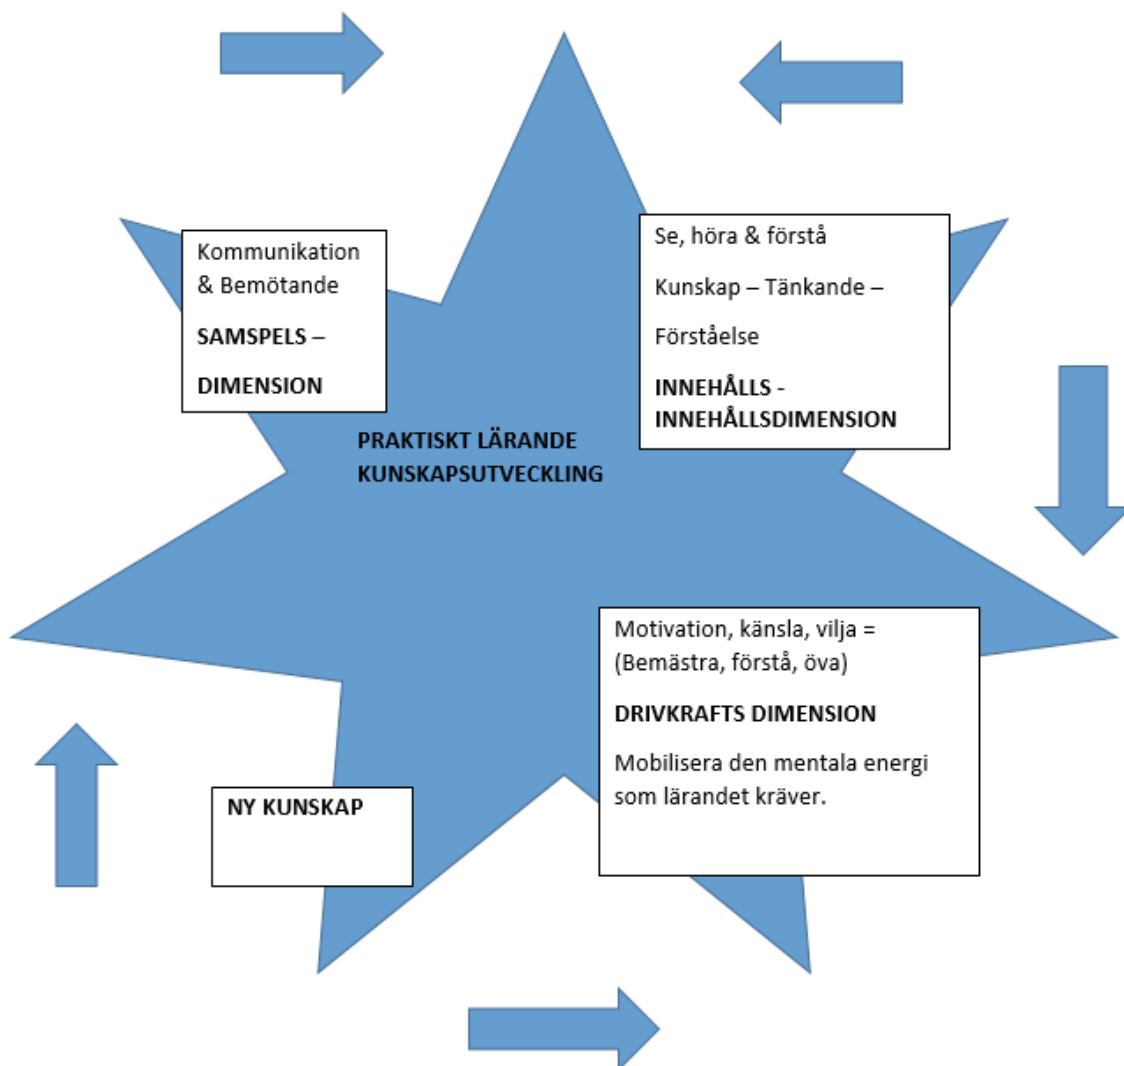 Kommunikation
& Bemötande
SAMSPELS –
DIMENSION
Se, höra & förstå
Kunskap – Tänkande –
Förståelse
INNEHÅLLS -
INNEHÅLLSDIMENSION
PRAKTISKT LÄRANDE
KUNSKAPSUTVECKLING
Motivation, känsla, vilja =
(Bemästra, förstå, öva)
DRIVKRAFTS DIMENSION
Mobilisera den mentala energi
som lärandet kräver.
NY KUNSKAP